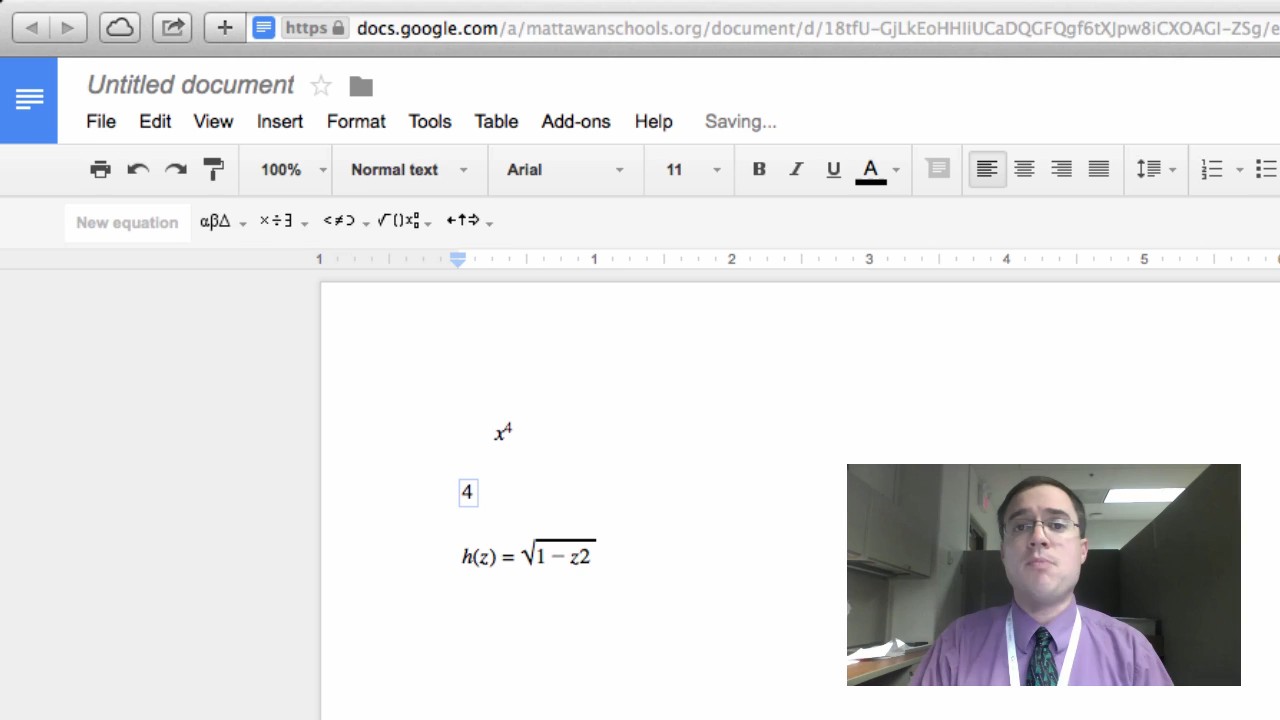 https docs.google.com/a/mattawanschools.org/document/d/18tfU-GjLkEoHHIiUCaDQGFQgf6tXJpw8iCXOAGI-ZSg/e
Untitled document
File Edit View Insert Format Tools Table Add-ons Help Saving...
100% Normal text Arial 11 B I U A
New equation αβΔ ×÷∃ <≠⊃ √()x ←↑⇒
1 1 2 3 4 5
x⁴
4
h(z) = √1 − z2